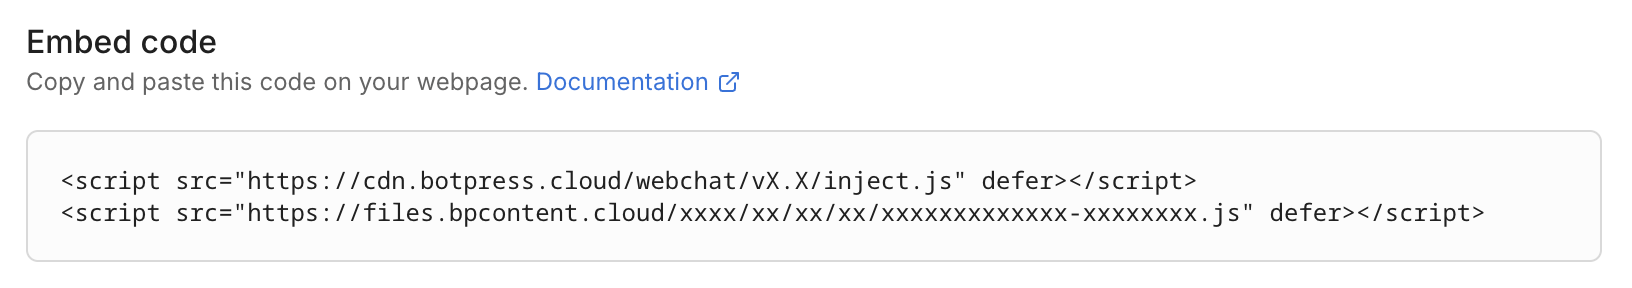 Embed code
Copy and paste this code on your webpage. Documentation
<script src="https://cdn.botpress.cloud/webchat/vX.X/inject.js" defer></script>
<script src="https://files.bpcontent.cloud/xxxx/xx/xx/xx/xxxxxxxxxxxxx-xxxxxxxx.js" defer></script>